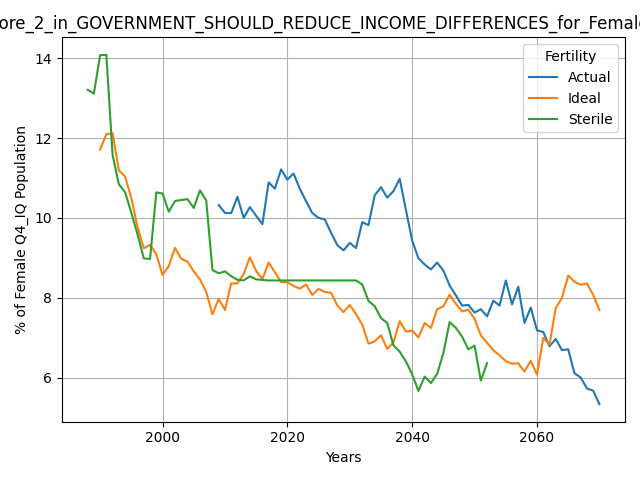 ore_2_in_GOVERNMENT_SHOULD_REDUCE_INCOME_DIFFERENCES_for_Female
Fertility
Actual
Ideal
Sterile
% of Female Q4_IQ Population
14
12
10
8
6
2000
2020
2040
2060
Years